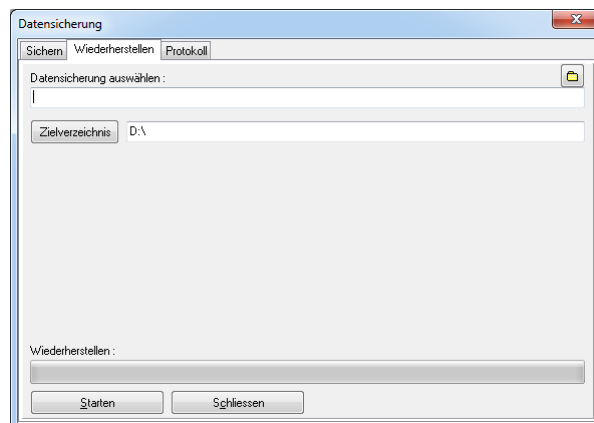 Datensicherung
Sichern Wiederherstellen Protokoll
Datensicherung auswählen :
Zielverzeichnis D:\
Wiederherstellen :
Starten Schliessen